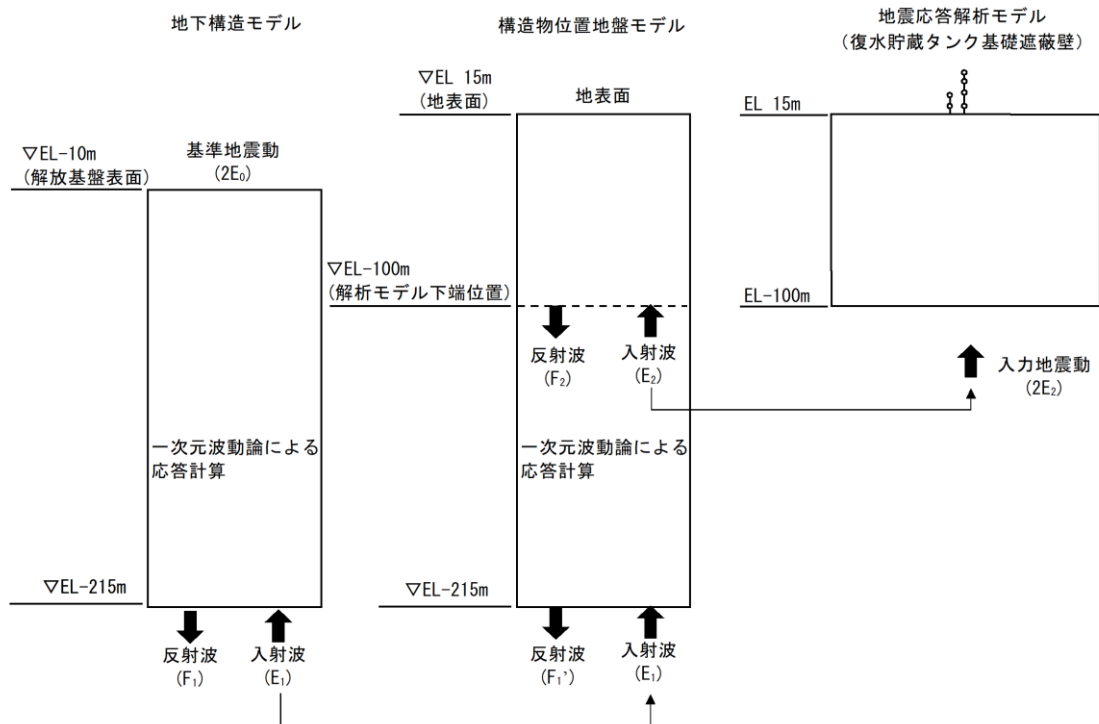 地下構造モデル
▽EL-10m
(解放基盤表面)
基準地震動
(2E₀)
一次元波動論による
応答計算
▽EL-215m
反射波
(F₁)
入射波
(E₁)
構造物位置地盤モデル
▽EL 15m
(地表面)
地表面
▽EL-100m
(解析モデル下端位置)
反射波
(F₂)
入射波
(E₂)
一次元波動論による
応答計算
▽EL-215m
反射波
(F₁')
入射波
(E₁)
地震応答解析モデル
(復水貯蔵タンク基礎遮蔽壁)
EL 15m
EL-100m
入力地震動
(2E₂)